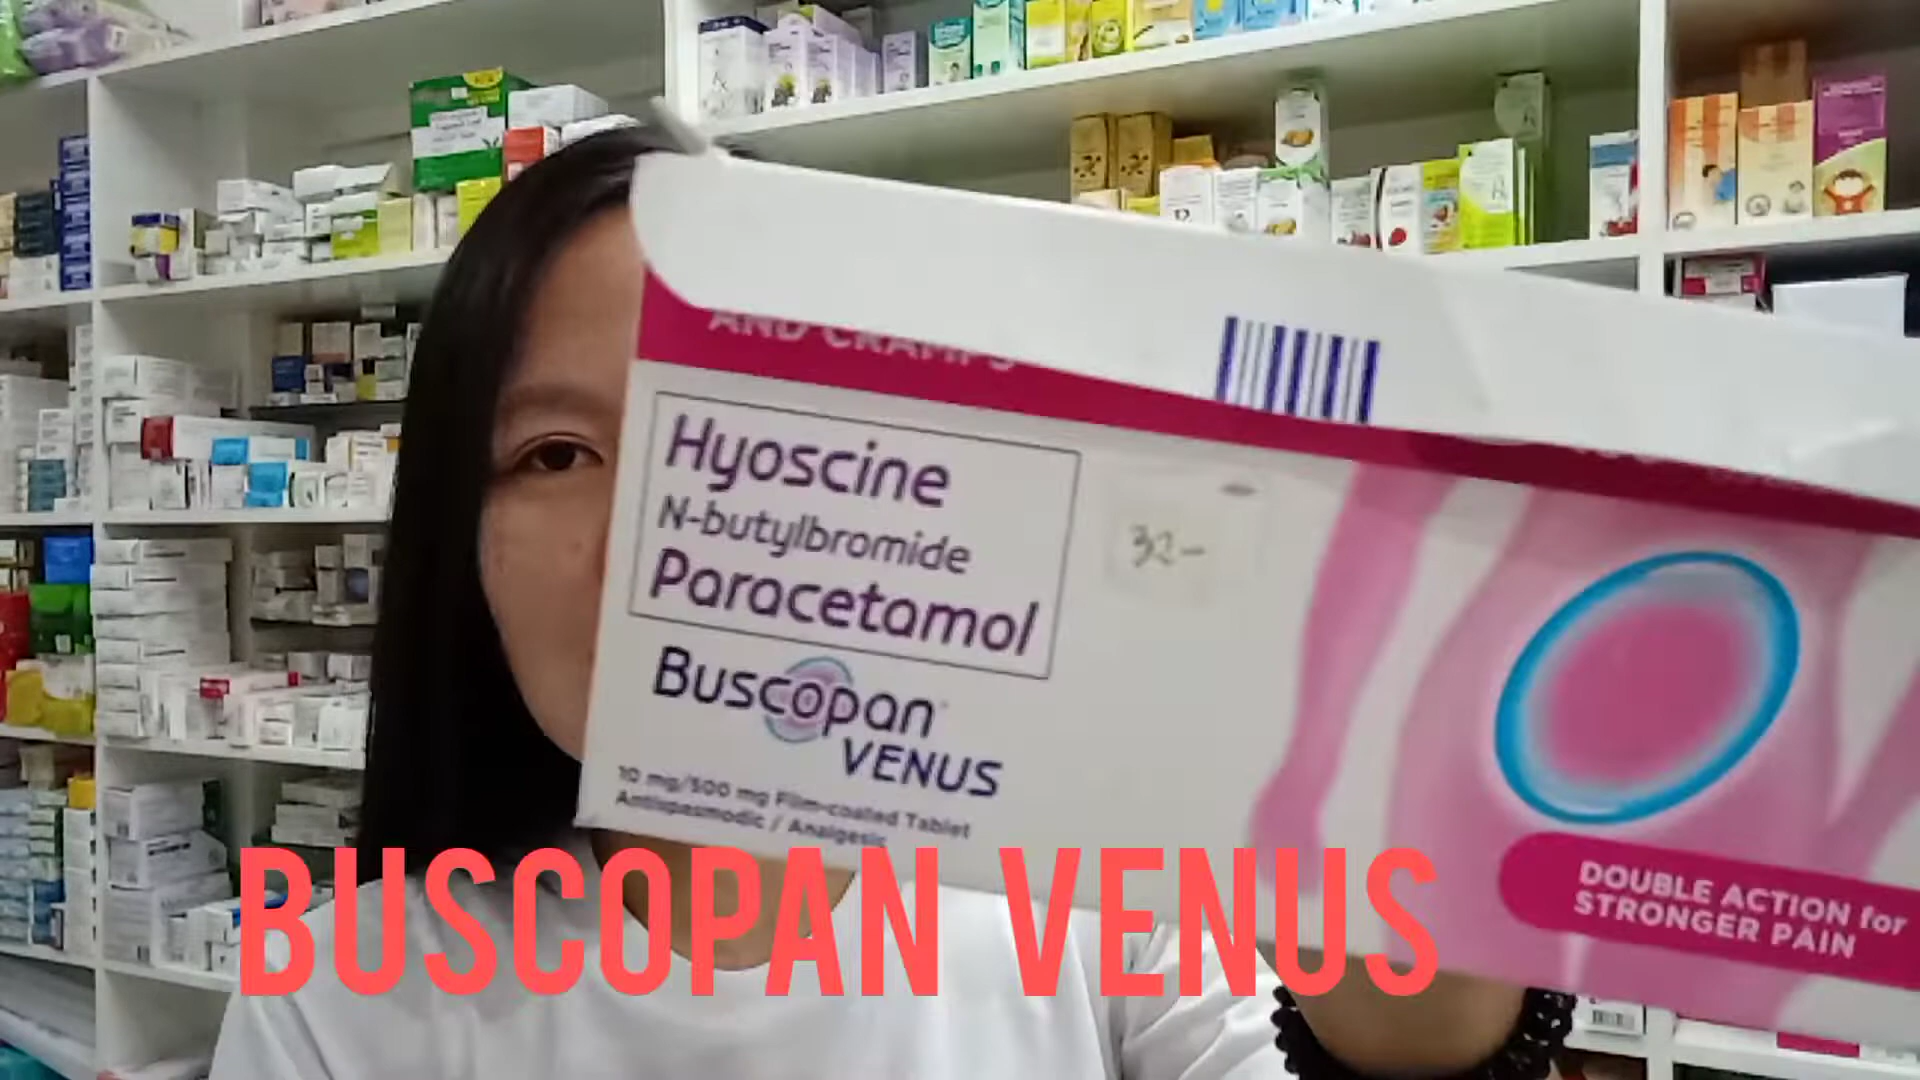 AND CRAMPS
Hyoscine
N-butylbromide
Paracetamol
32-
Buscopan
VENUS
10 mg/500 mg Film-coated Tablet
Antispasmodic / Analgesic
DOUBLE ACTION for
STRONGER PAIN
BUSCOPAN VENUS